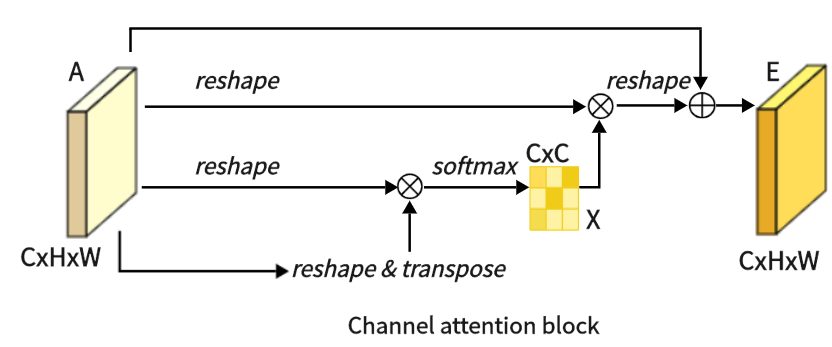 A
reshape
reshape
E
reshape
softmax
CxC
X
CxHxW
CxHxW
reshape & transpose
Channel attention block